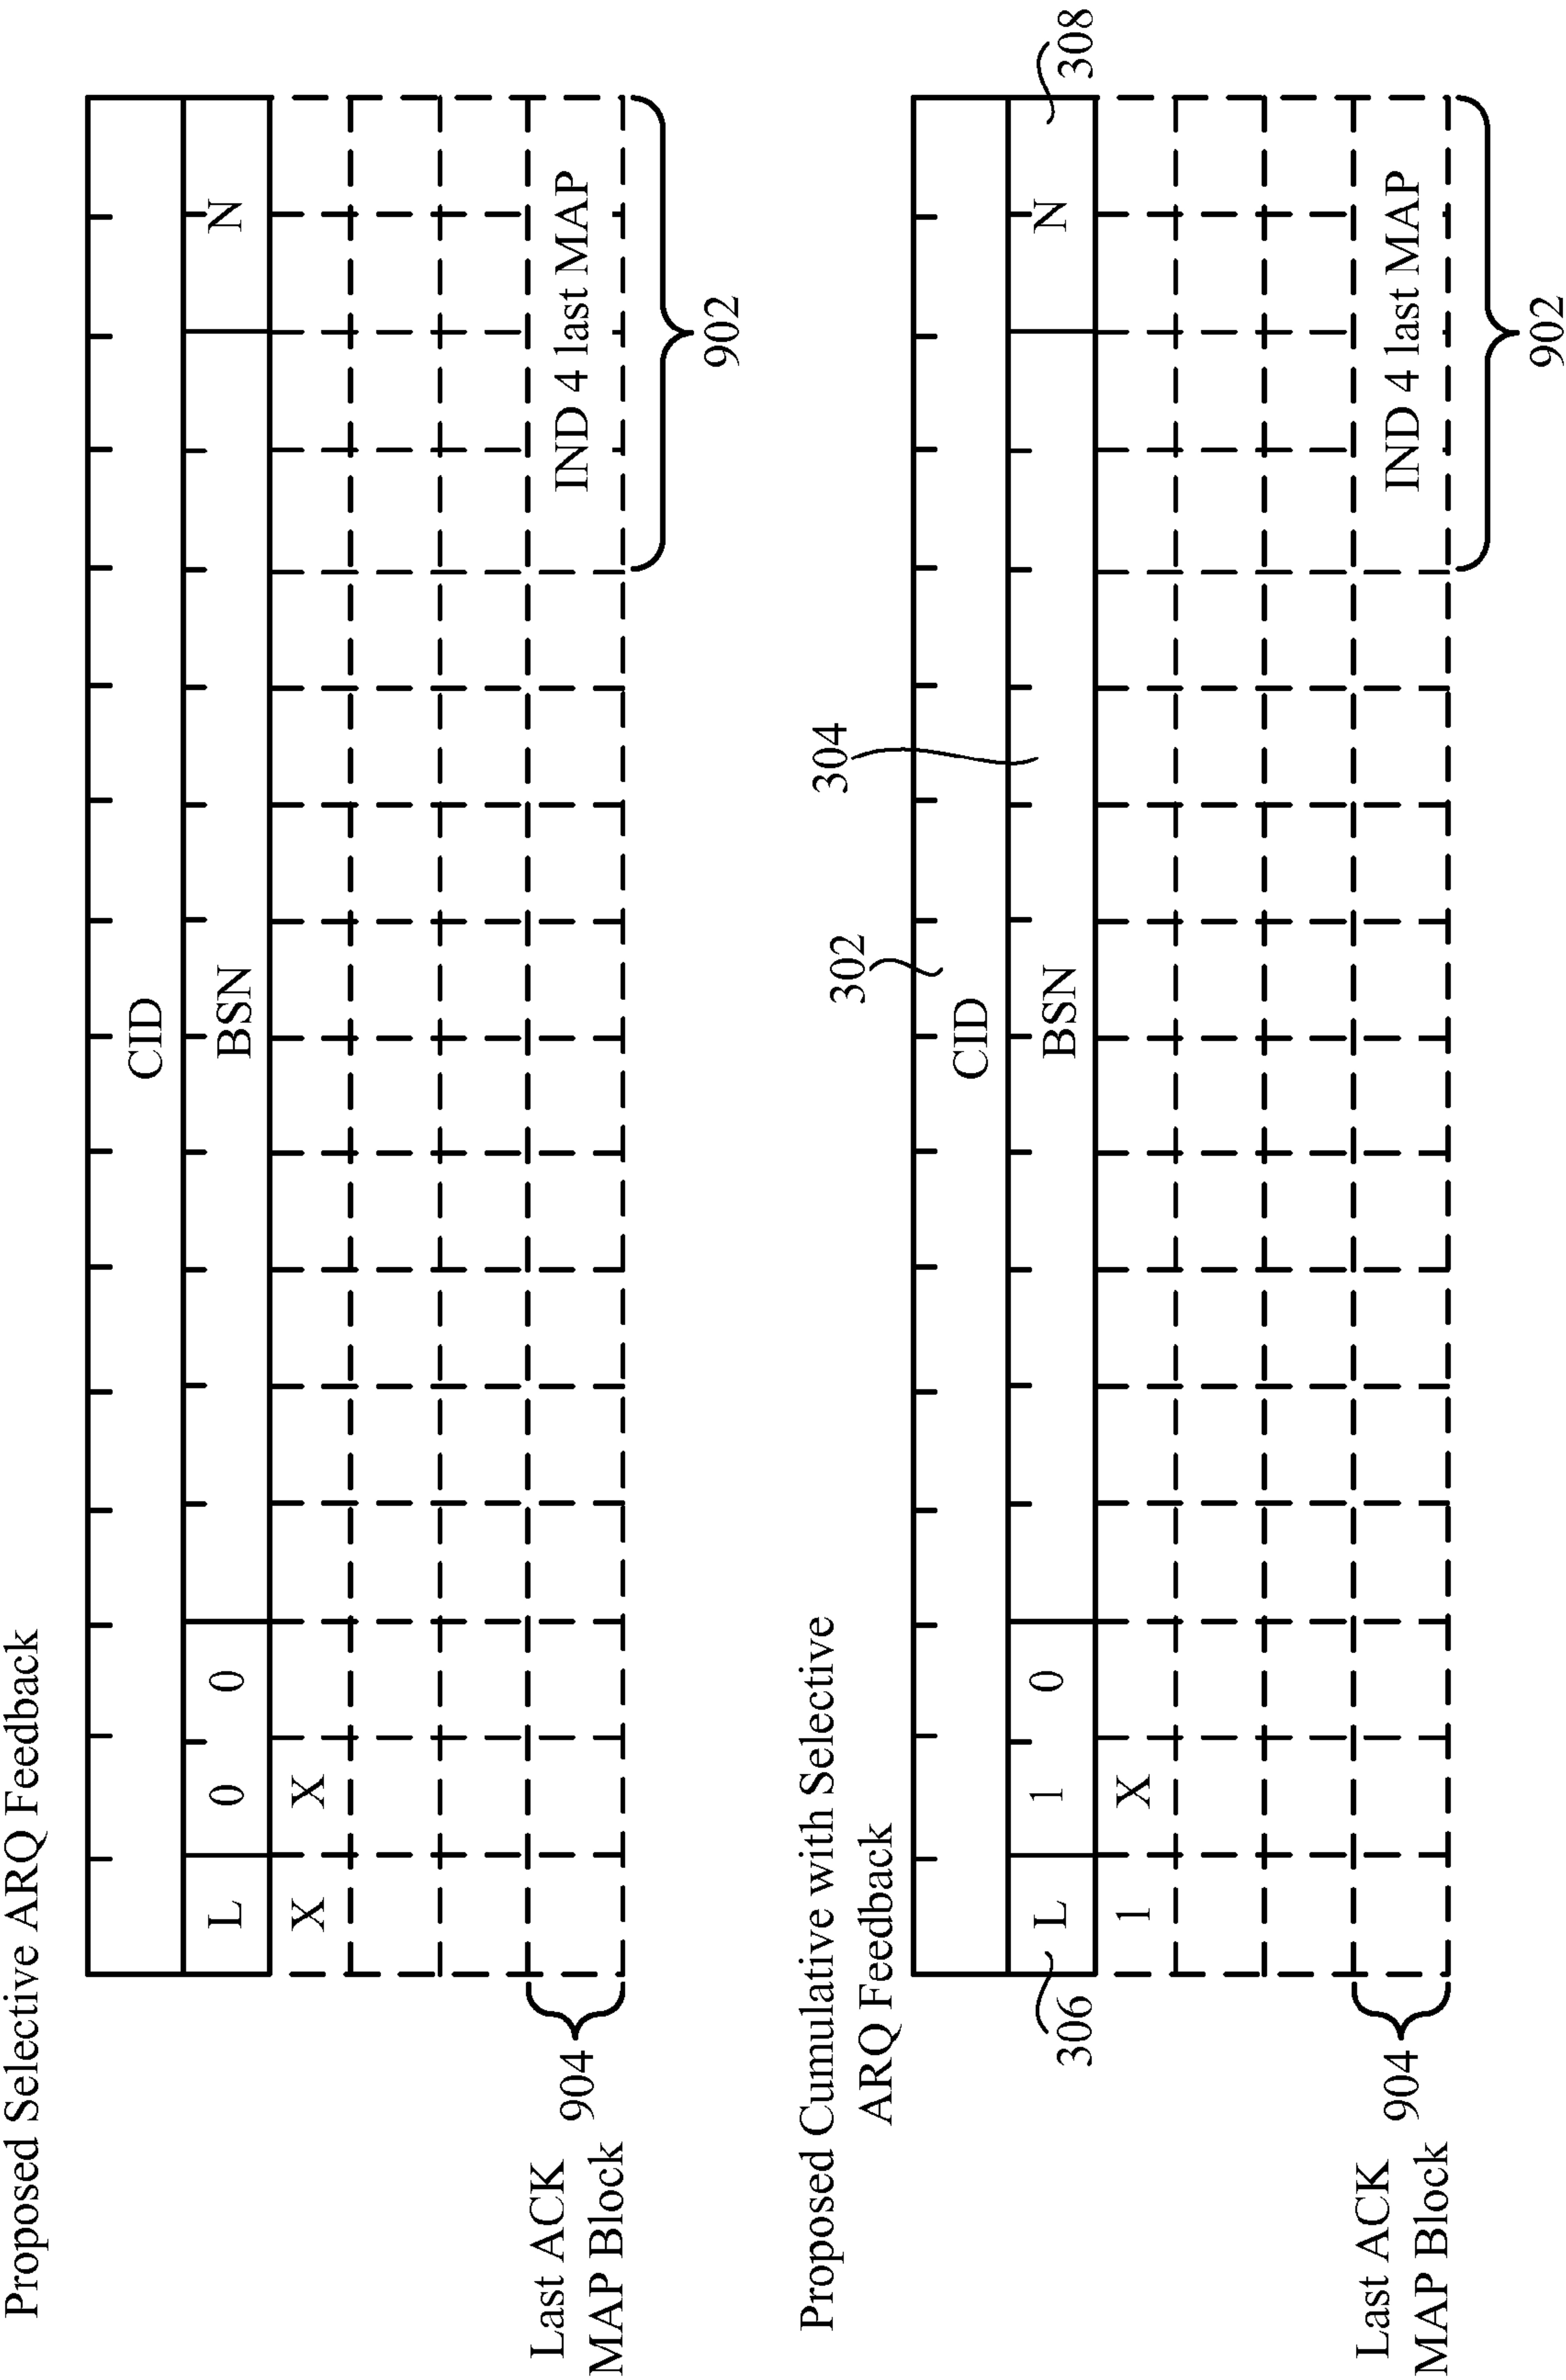 Proposed Selective ARQ Feedback
CID
L 0 0 BSN N
X X
Last ACK
MAP Block
904
IND 4 last MAP
902
Proposed Cumulative with Selective
ARQ Feedback
302
304
308
CID
L 1 0 BSN N
306
1 X
Last ACK
MAP Block
904
IND 4 last MAP
902